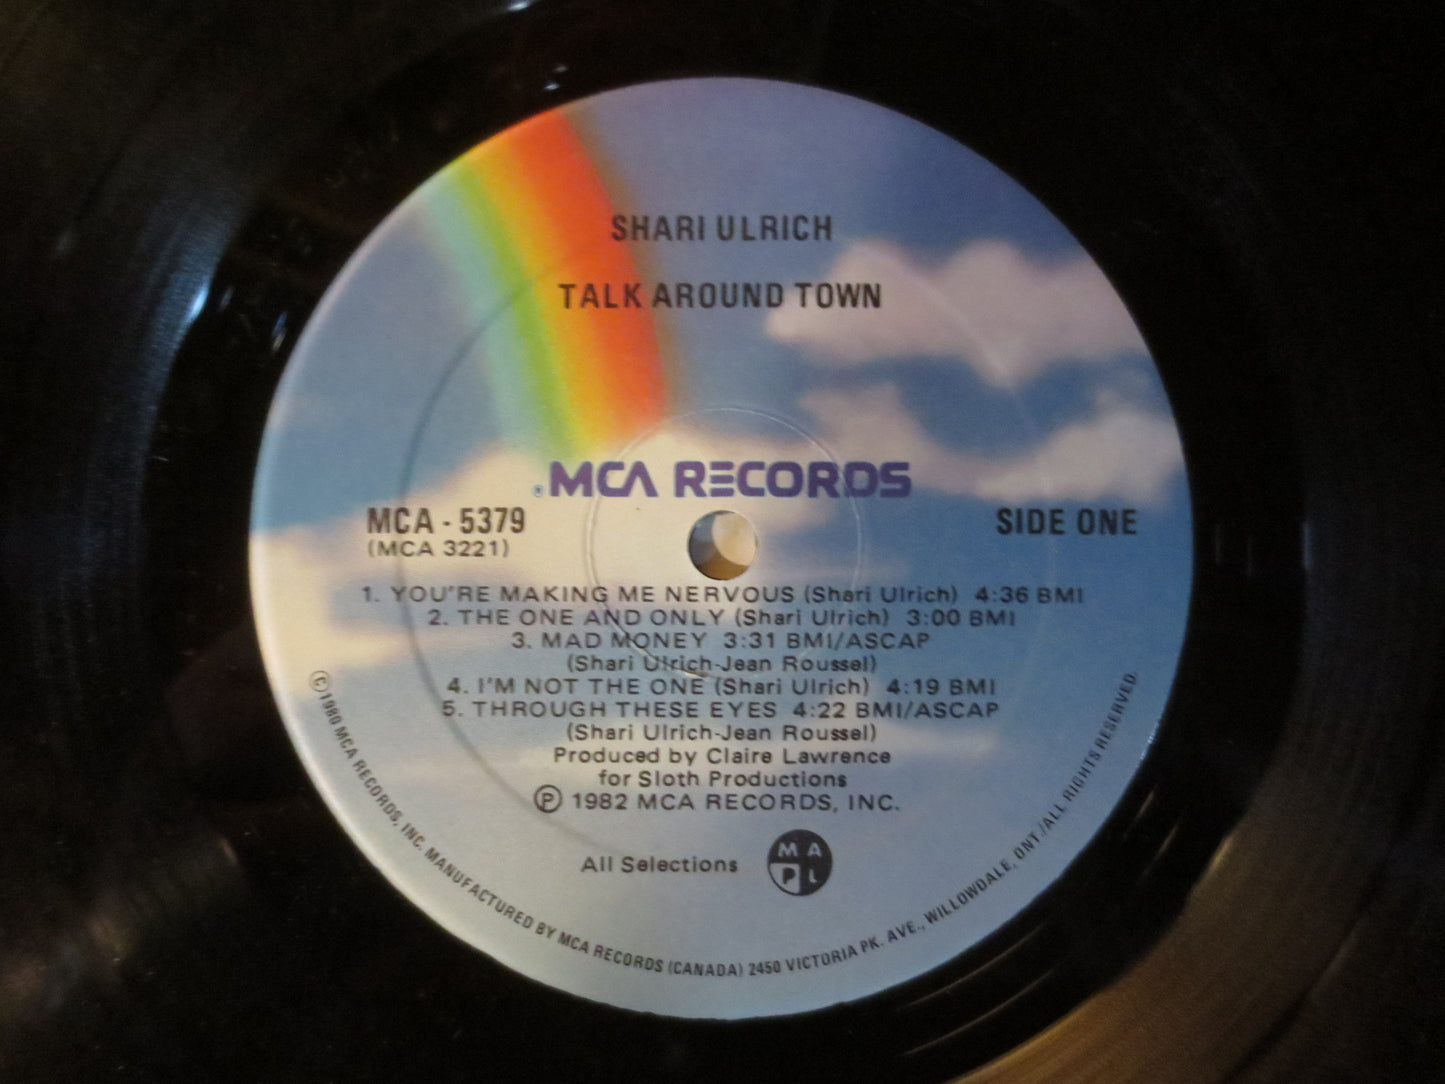 SHARI ULRICH
TALK AROUND TOWN
®MCA RECORDS
MCA - 5379
(MCA 3221)
SIDE ONE
1. YOU'RE MAKING ME NERVOUS (Shari Ulrich) 4:36 BMI
2. THE ONE AND ONLY (Shari Ulrich) 3:00 BMI
3. MAD MONEY 3:31 BMI/ASCAP
(Shari Ulrich-Jean Roussel)
4. I'M NOT THE ONE (Shari Ulrich) 4:19 BMI
5. THROUGH THESE EYES 4:22 BMI/ASCAP
(Shari Ulrich-Jean Roussel)
Produced by Claire Lawrence
for Sloth Productions
℗ 1982 MCA RECORDS, INC.
All Selections
M A
P L
©1980 MCA RECORDS, INC. MANUFACTURED BY MCA RECORDS (CANADA) 2450 VICTORIA PK. AVE., WILLOWDALE, ONT./ALL RIGHTS RESERVED.